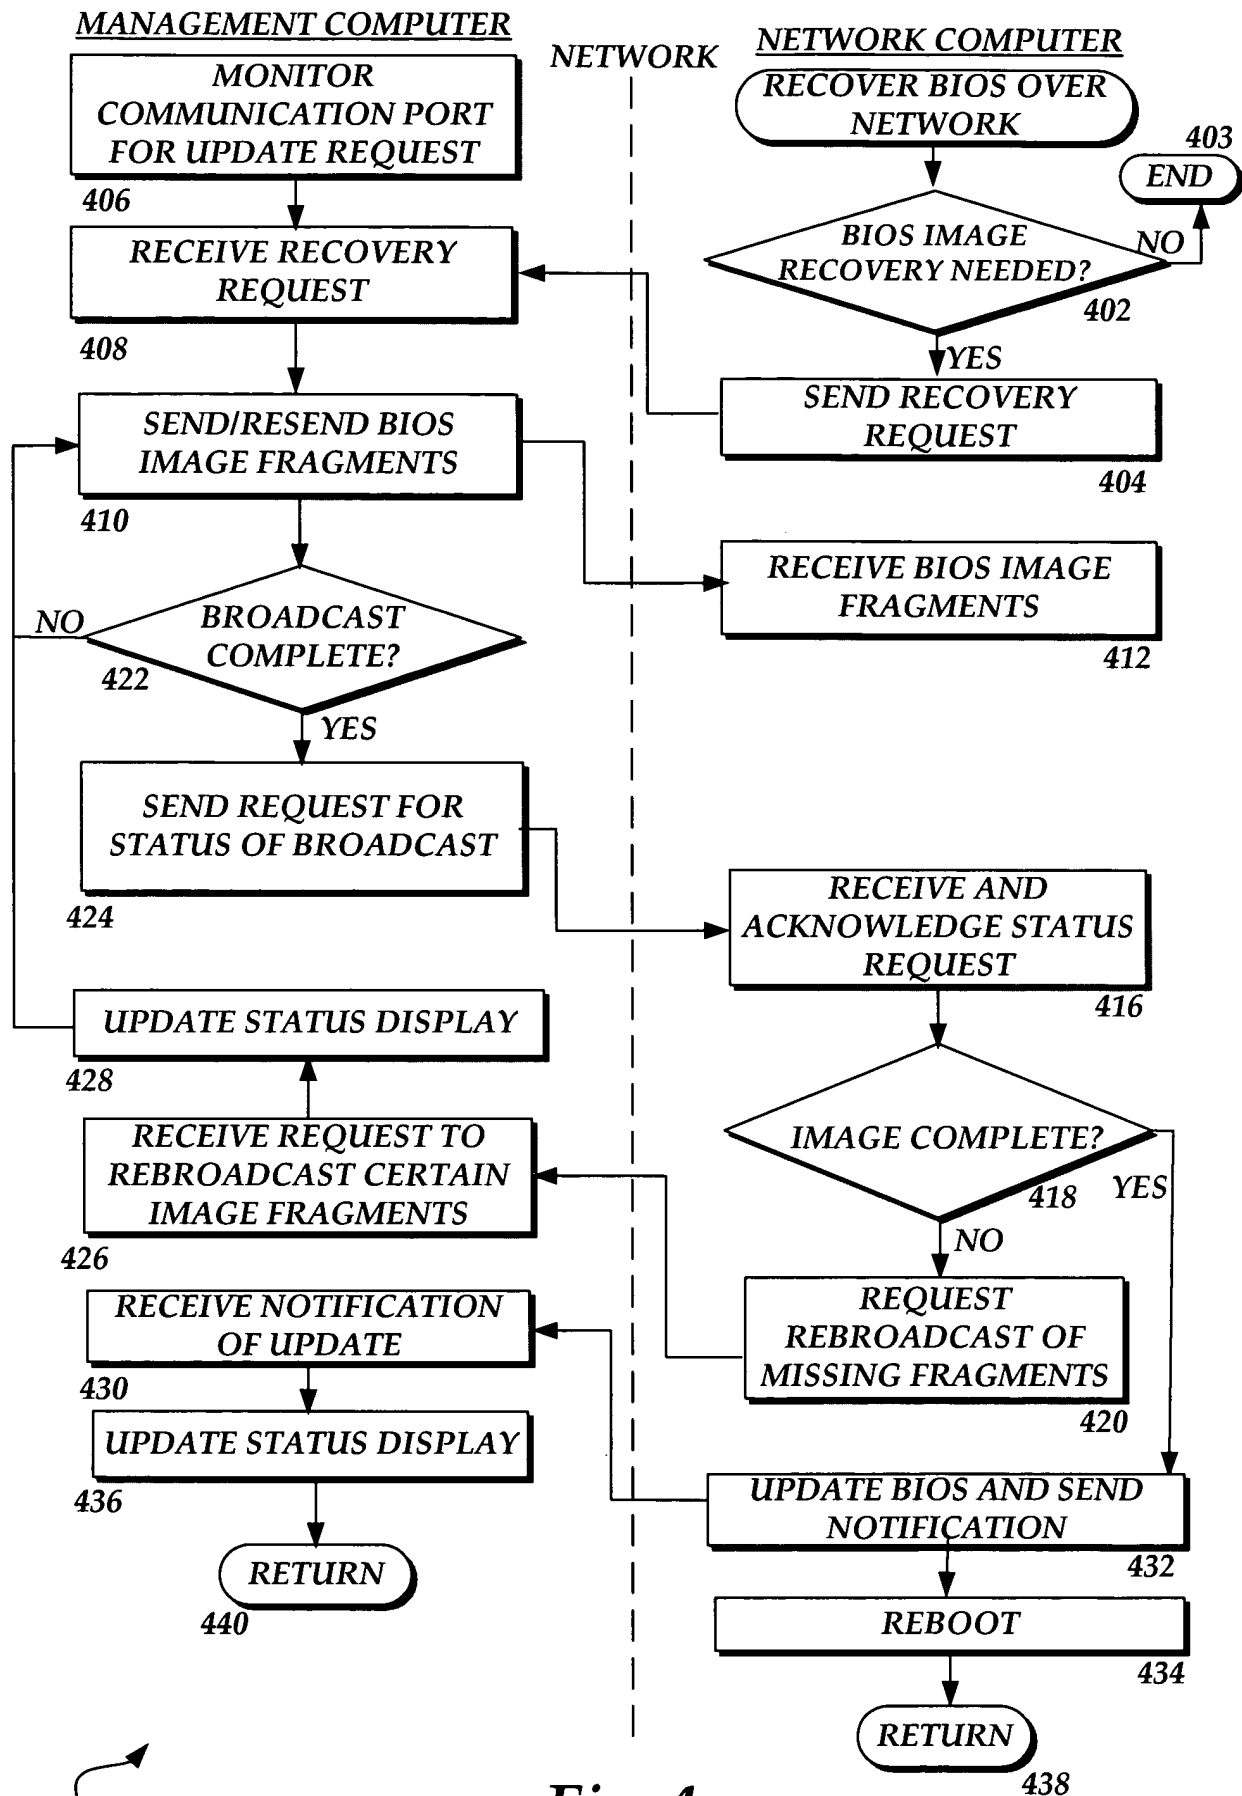 MANAGEMENT COMPUTER
MONITOR
COMMUNICATION PORT
FOR UPDATE REQUEST
406
RECEIVE RECOVERY
REQUEST
408
SEND/RESEND BIOS
IMAGE FRAGMENTS
410
BROADCAST
COMPLETE?
NO
422
YES
SEND REQUEST FOR
STATUS OF BROADCAST
424
UPDATE STATUS DISPLAY
428
RECEIVE REQUEST TO
REBROADCAST CERTAIN
IMAGE FRAGMENTS
426
RECEIVE NOTIFICATION
OF UPDATE
430
UPDATE STATUS DISPLAY
436
RETURN
440
NETWORK
NETWORK COMPUTER
RECOVER BIOS OVER
NETWORK
403
END
BIOS IMAGE
RECOVERY NEEDED?
NO
402
YES
SEND RECOVERY
REQUEST
404
RECEIVE BIOS IMAGE
FRAGMENTS
412
RECEIVE AND
ACKNOWLEDGE STATUS
REQUEST
416
IMAGE COMPLETE?
418
YES
NO
REQUEST
REBROADCAST OF
MISSING FRAGMENTS
420
UPDATE BIOS AND SEND
NOTIFICATION
432
REBOOT
434
RETURN
438